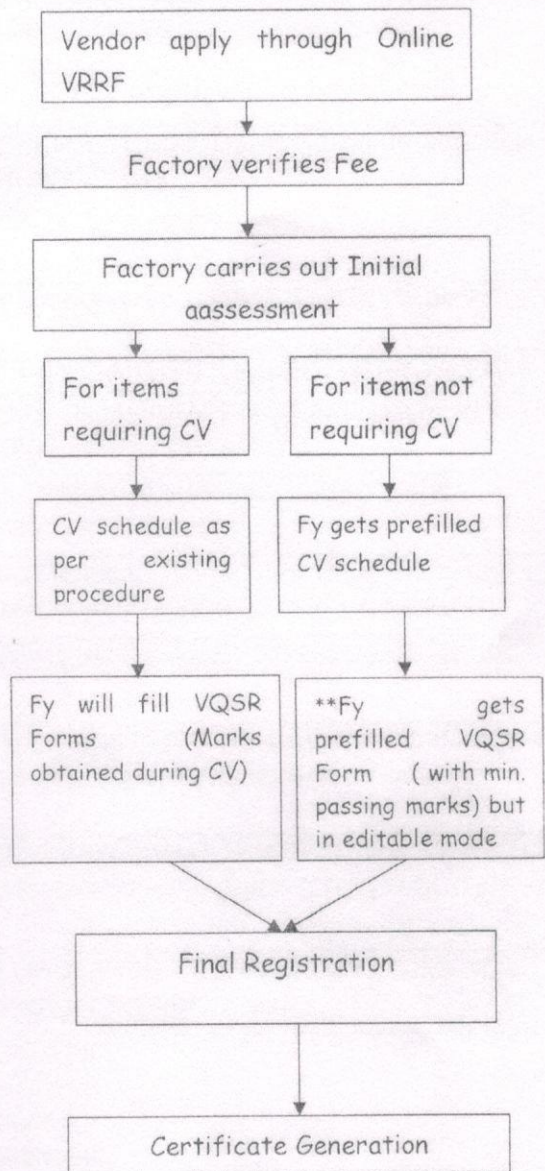 Vendor apply through Online
VRRF
Factory verifies Fee
Factory carries out Initial
aassessment
For items
requiring CV
For items not
requiring CV
CV schedule as
per existing
procedure
Fy gets prefilled
CV schedule
Fy will fill VQSR
Forms (Marks
obtained during CV)
**Fy gets
prefilled VQSR
Form ( with min.
passing marks) but
in editable mode
Final Registration
Certificate Generation